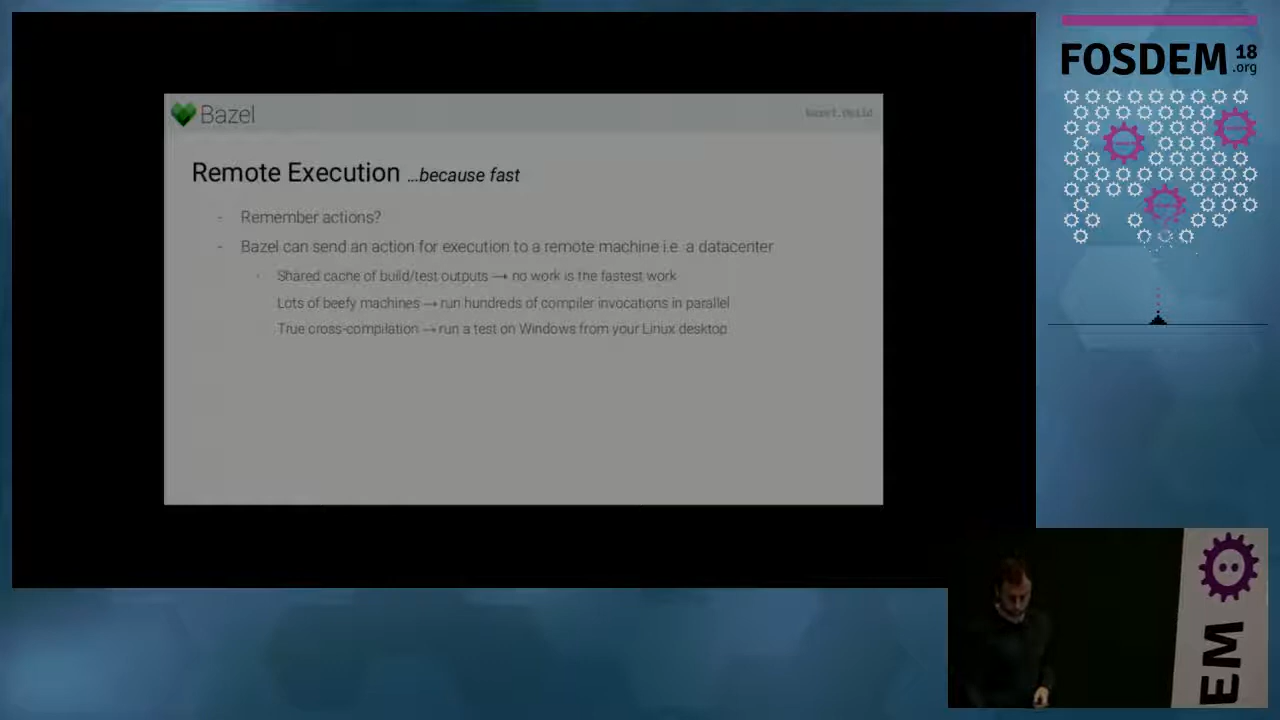 FOSDEM 18
.org
Bazel
bazel.build
Remote Execution ...because fast
- Remember actions?
- Bazel can send an action for execution to a remote machine i.e. a datacenter
Shared cache of build/test outputs → no work is the fastest work
Lots of beefy machines → run hundreds of compiler invocations in parallel
True cross-compilation → run a test on Windows from your Linux desktop
EM